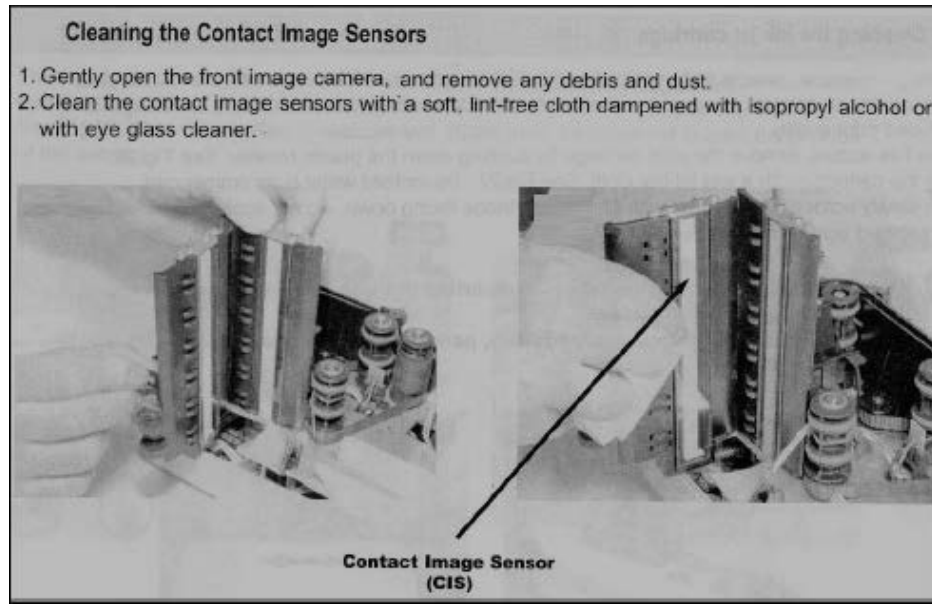 Cleaning the Contact Image Sensors
1. Gently open the front image camera, and remove any debris and dust.
2. Clean the contact image sensors with a soft, lint-free cloth dampened with isopropyl alcohol or
with eye glass cleaner.
Contact Image Sensor
(CIS)